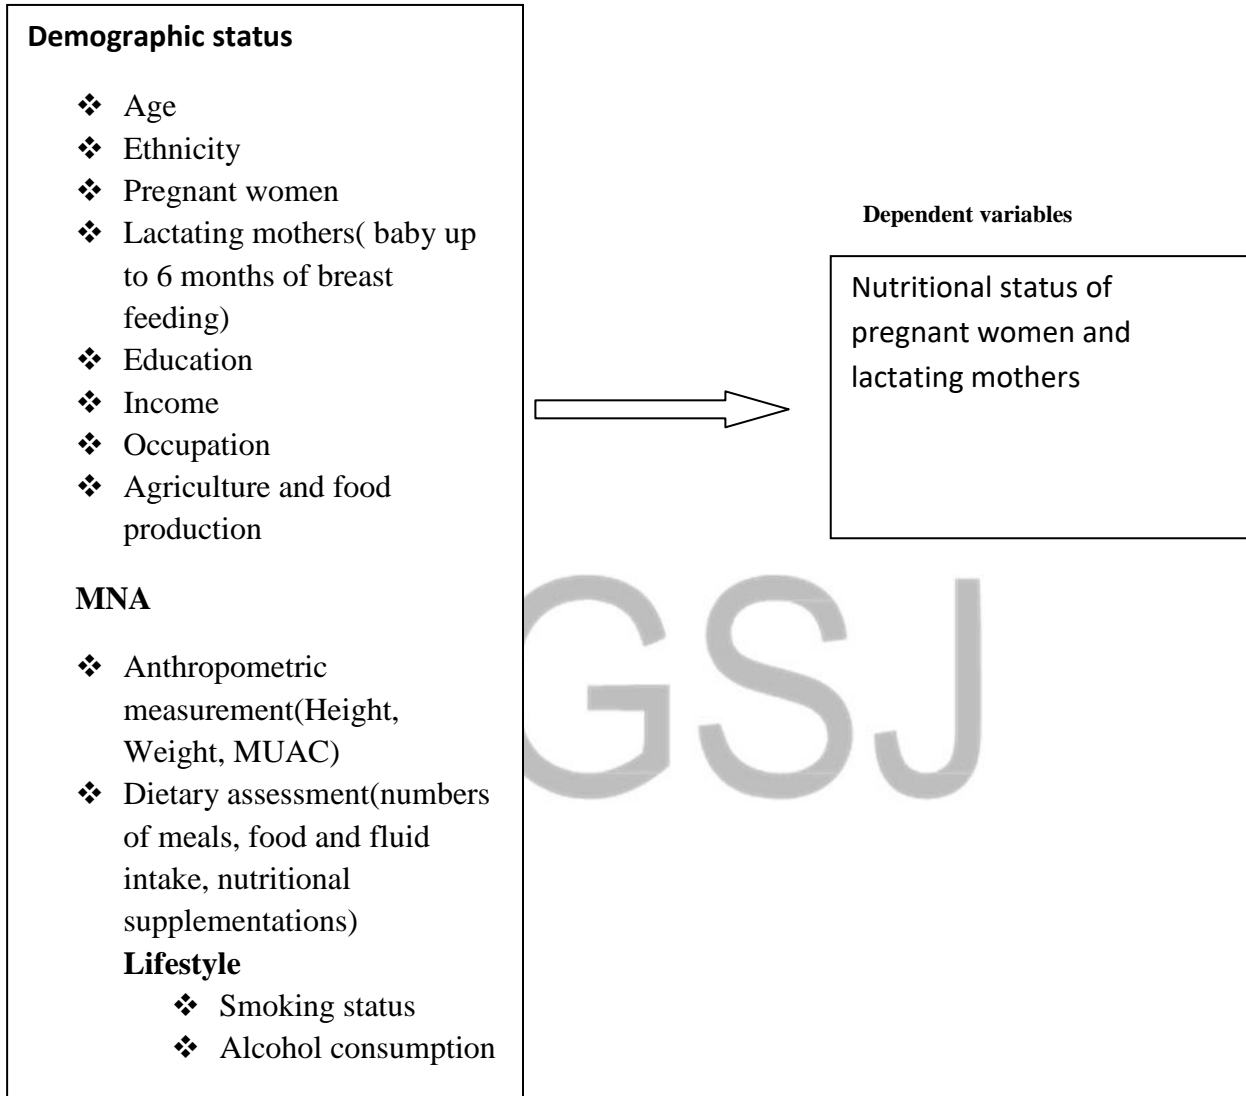 Demographic status
❖ Age
❖ Ethnicity
❖ Pregnant women
❖ Lactating mothers( baby up
to 6 months of breast
feeding)
❖ Education
❖ Income
❖ Occupation
❖ Agriculture and food
production
MNA
❖ Anthropometric
measurement(Height,
Weight, MUAC)
❖ Dietary assessment(numbers
of meals, food and fluid
intake, nutritional
supplementations)
Lifestyle
❖ Smoking status
❖ Alcohol consumption
Dependent variables
Nutritional status of
pregnant women and
lactating mothers
GSJ